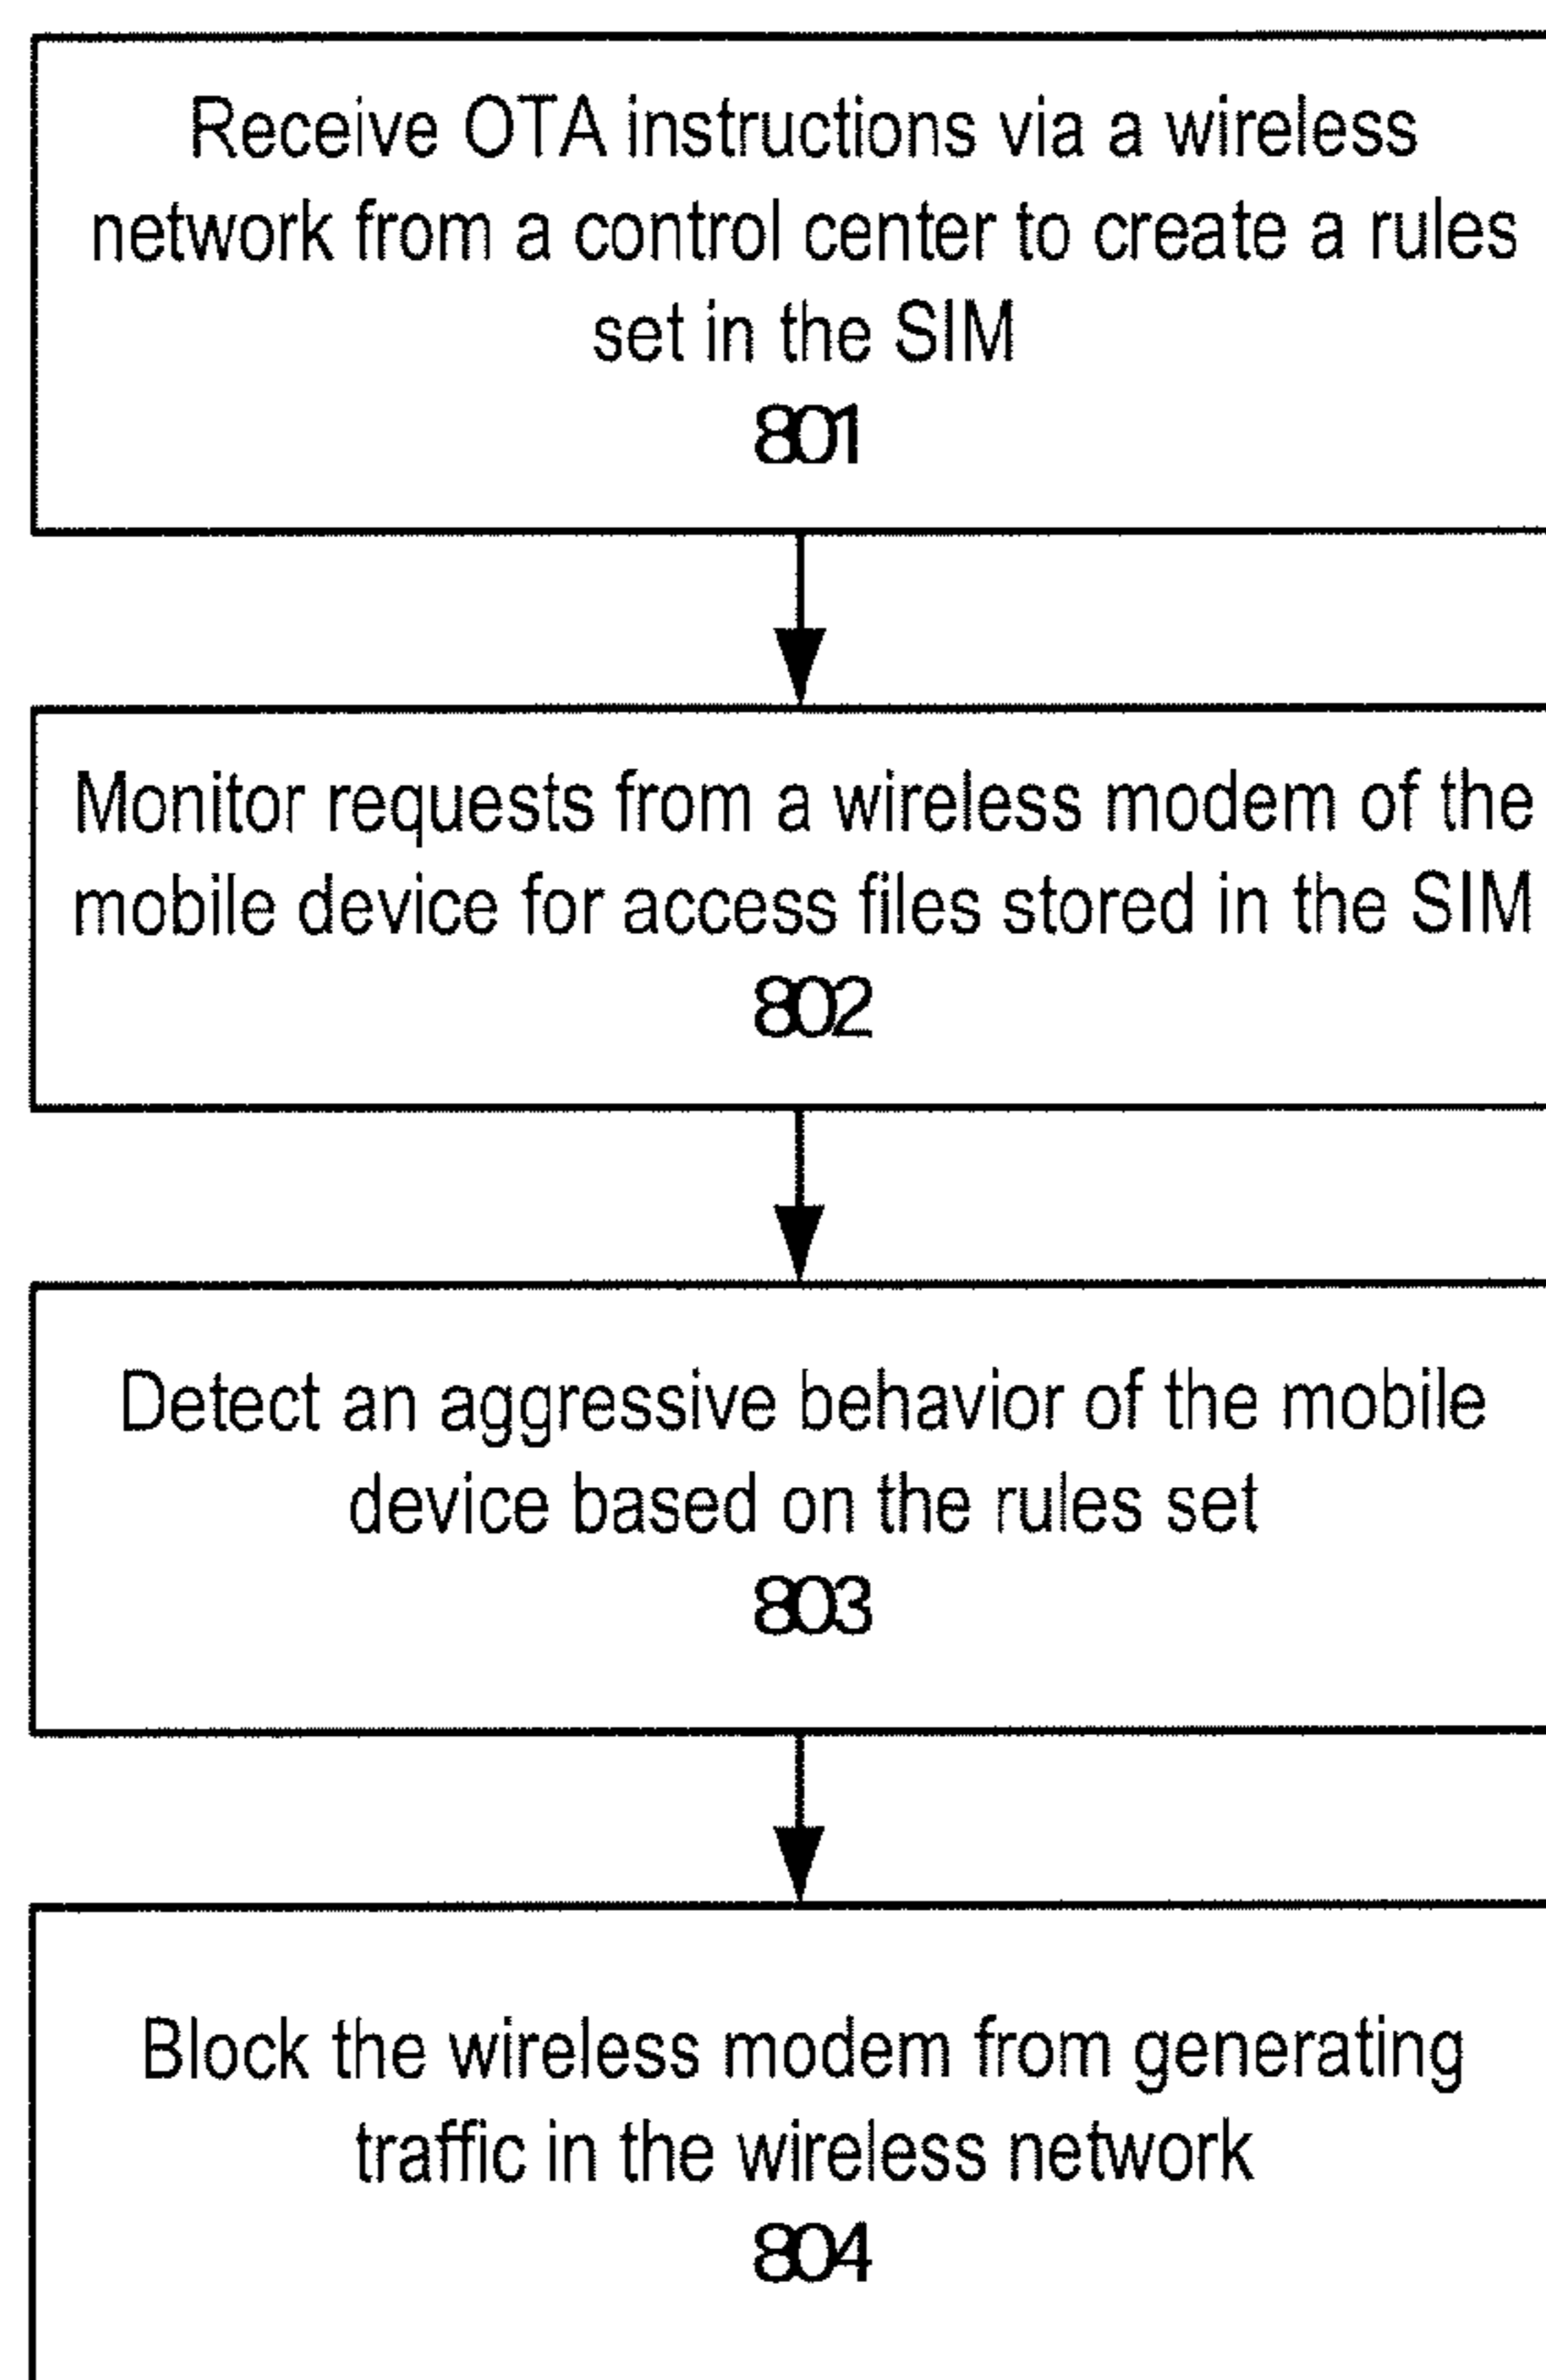 Receive OTA instructions via a wireless
network from a control center to create a rules
set in the SIM
801
Monitor requests from a wireless modem of the
mobile device for access files stored in the SIM
802
Detect an aggressive behavior of the mobile
device based on the rules set
803
Block the wireless modem from generating
traffic in the wireless network
804